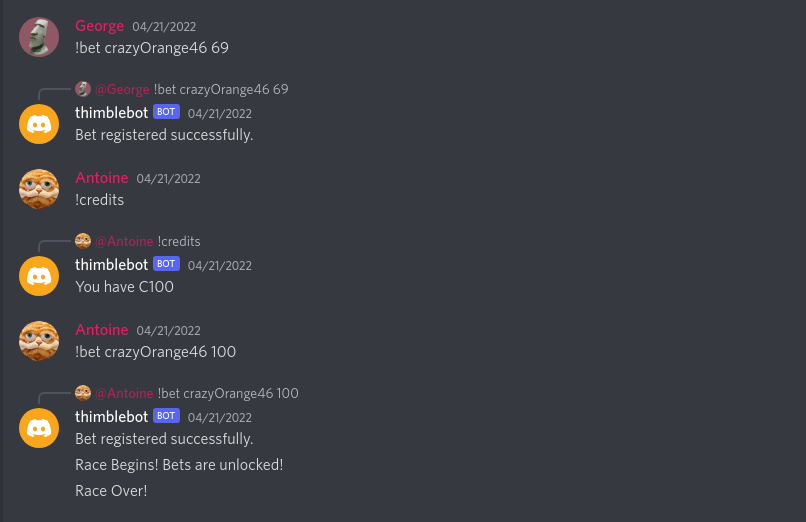 George 04/21/2022
!bet crazyOrange46 69
@George !bet crazyOrange46 69
thimblebot BOT 04/21/2022
Bet registered successfully.
Antoine 04/21/2022
!credits
@Antoine !credits
thimblebot BOT 04/21/2022
You have C100
Antoine 04/21/2022
!bet crazyOrange46 100
@Antoine !bet crazyOrange46 100
thimblebot BOT 04/21/2022
Bet registered successfully.
Race Begins! Bets are unlocked!
Race Over!